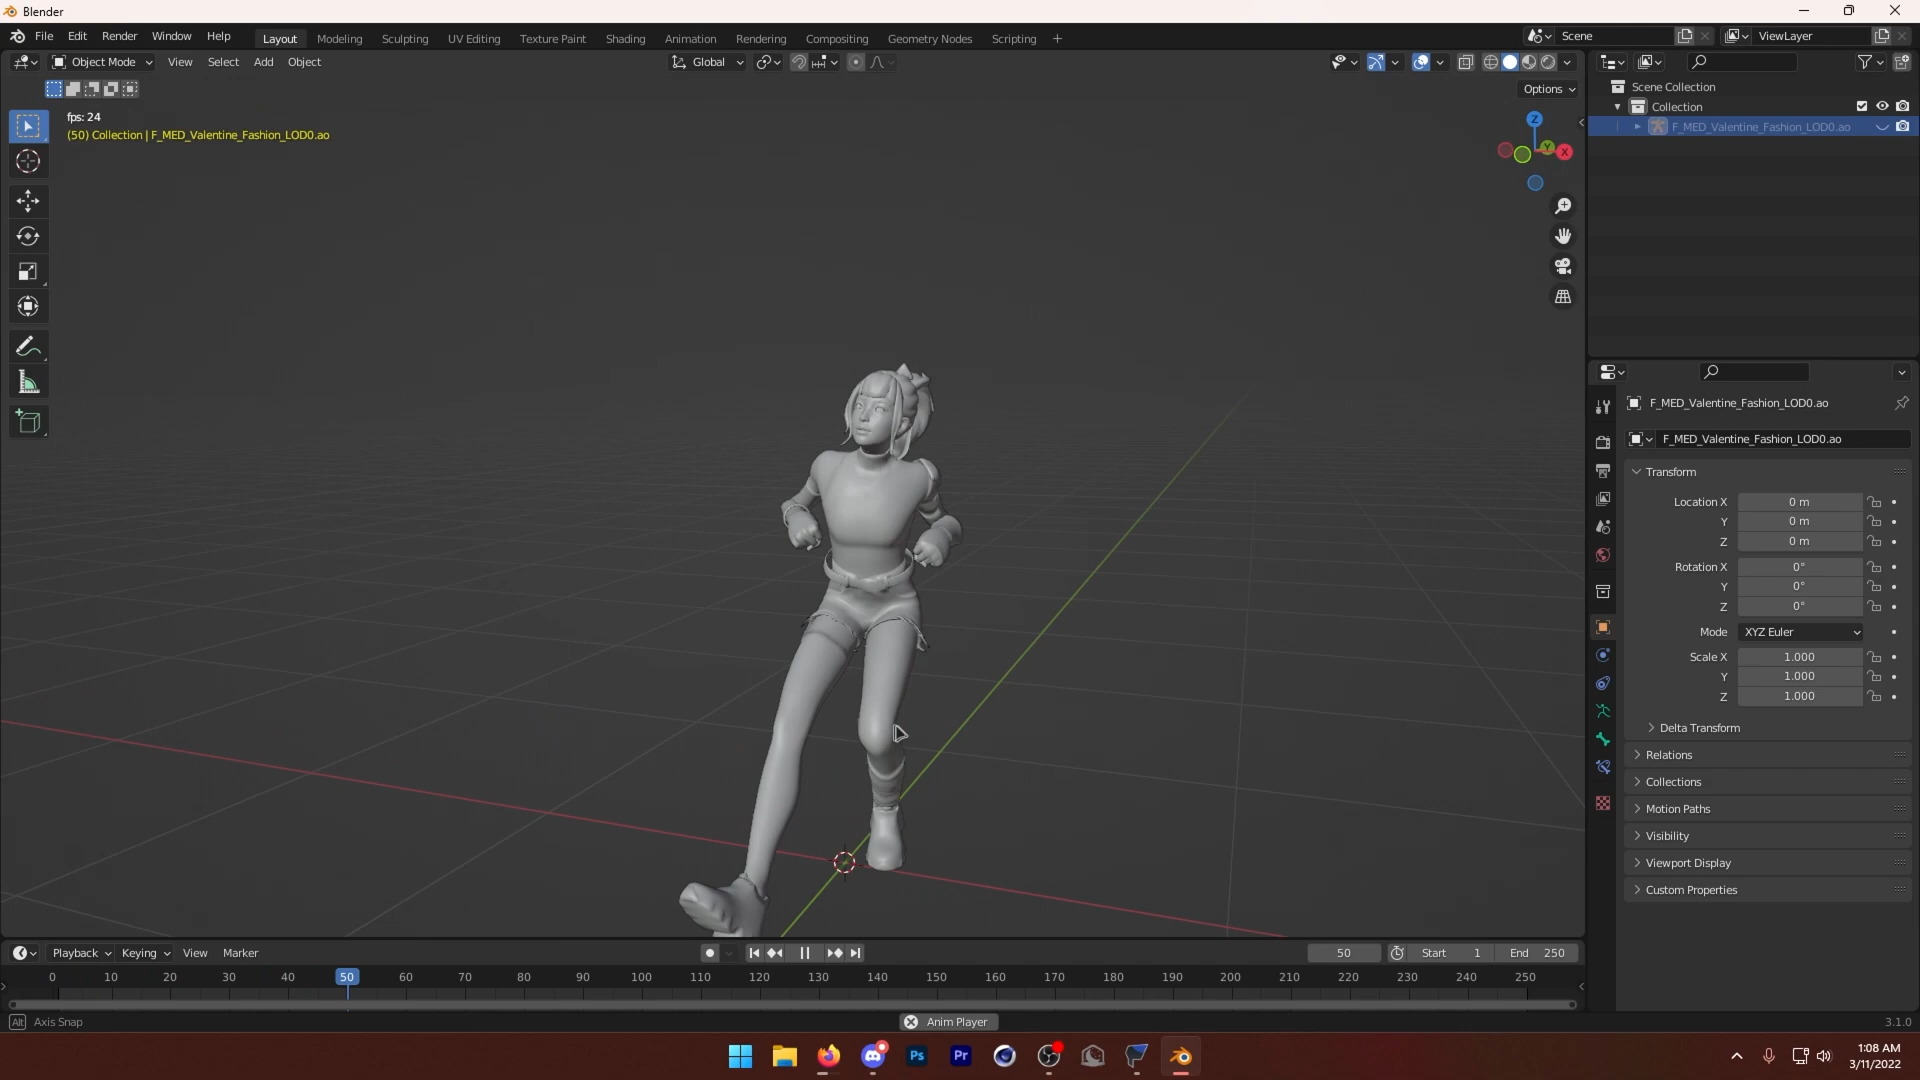 Blender
File Edit Render Window Help Layout Modeling Sculpting UV Editing Texture Paint Shading Animation Rendering Compositing Geometry Nodes Scripting + Scene ViewLayer
Object Mode View Select Add Object Global
Options
fps: 24
(50) Collection | F_MED_Valentine_Fashion_LOD0.ao
Z
Y
X
Scene Collection
Collection
F_MED_Valentine_Fashion_LOD0.ao
F_MED_Valentine_Fashion_LOD0.ao
F_MED_Valentine_Fashion_LOD0.ao
Transform
Location X 0 m
Y 0 m
Z 0 m
Rotation X 0°
Y 0°
Z 0°
Mode XYZ Euler
Scale X 1.000
Y 1.000
Z 1.000
Delta Transform
Relations
Collections
Motion Paths
Visibility
Viewport Display
Custom Properties
Playback Keying View Marker 50 Start 1 End 250
0 10 20 30 40 50 60 70 80 90 100 110 120 130 140 150 160 170 180 190 200 210 220 230 240 250
Alt Axis Snap Anim Player 3.1.0
Ps Pr
1:08 AM
3/11/2022